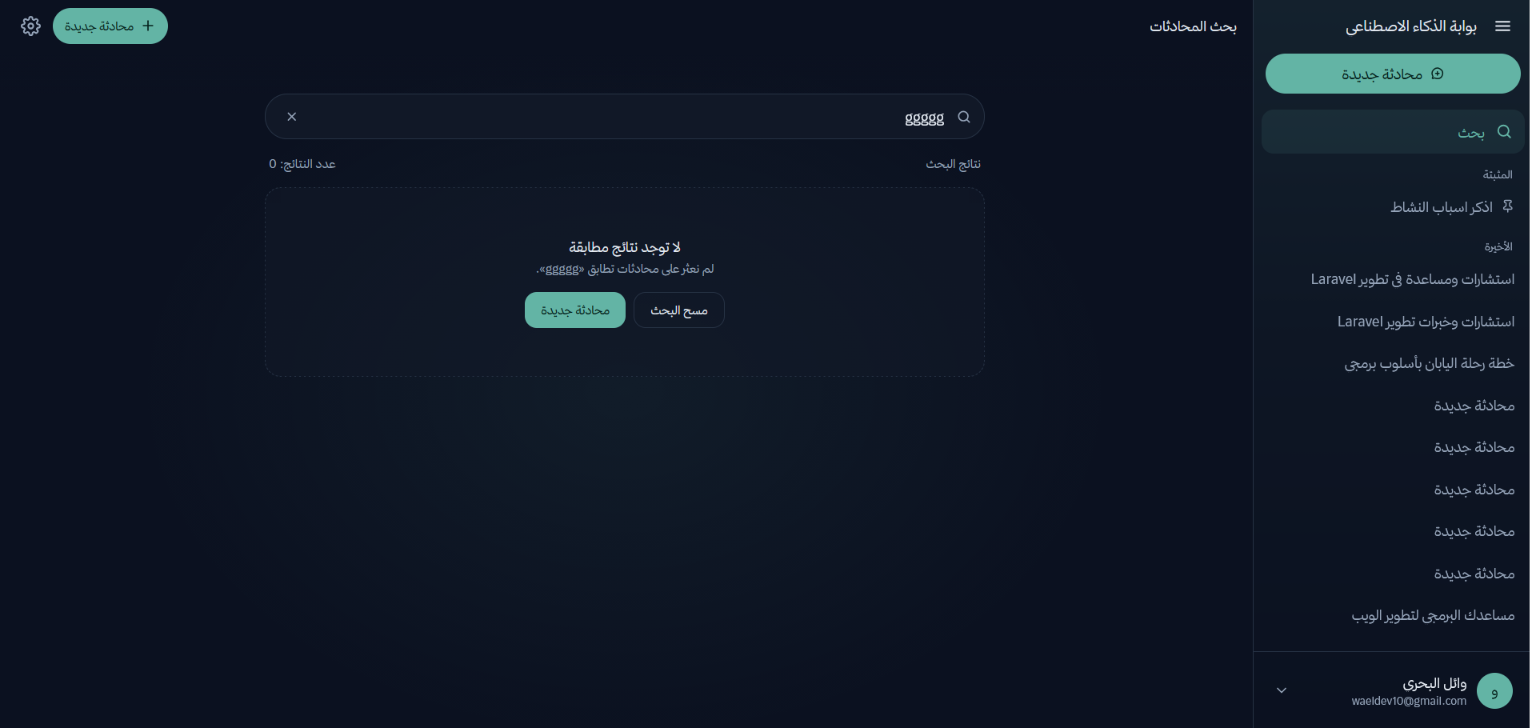 بوابة الذكاء الاصطناعي
محادثة جديدة
بحث
المثبتة
اذكر اسباب النشاط
الأخيرة
استشارات ومساعدة في تطوير Laravel
استشارات وخبرات تطوير Laravel
خطة رحلة اليابان بأسلوب برمجي
محادثة جديدة
محادثة جديدة
محادثة جديدة
محادثة جديدة
محادثة جديدة
مساعدك البرمجي لتطوير الويب
وائل البحري
waeldev10@gmail.com
و
بحث المحادثات
محادثة جديدة
ggggg
نتائج البحث
عدد النتائج: 0
لا توجد نتائج مطابقة
لم نعثر على محادثات تطابق «ggggg».
مسح البحث
محادثة جديدة